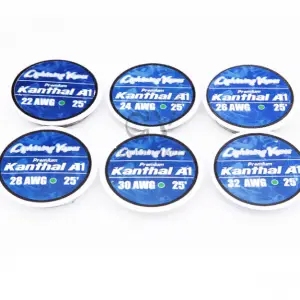 Lightning Vapes
Premium
Kanthal A1
22 AWG 25'
Lightning Vapes
Premium
Kanthal A1
24 AWG 25'
Lightning Vapes
Premium
Kanthal A1
26 AWG 25'
Lightning Vapes
Premium
Kanthal A1
28 AWG 25'
Lightning Vapes
Premium
Kanthal A1
30 AWG 25'
Lightning Vapes
Premium
Kanthal A1
32 AWG 25'